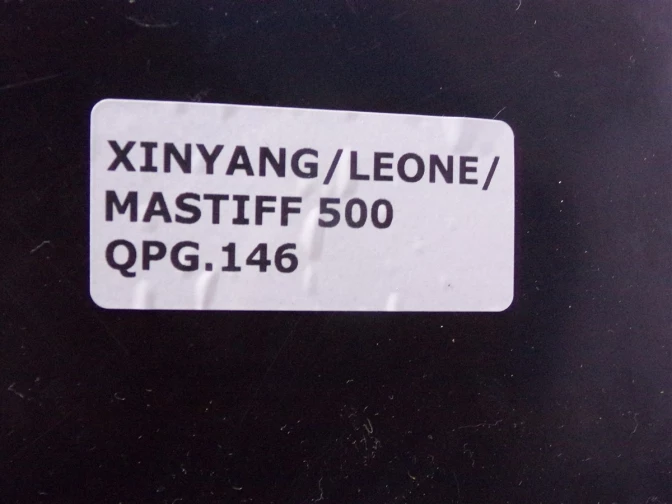 XINYANG/LEONE/
MASTIFF 500
QPG.146